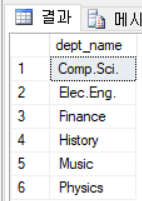 결과 메시
dept_name
1 Comp.Sci.
2 Elec.Eng.
3 Finance
4 History
5 Music
6 Physics